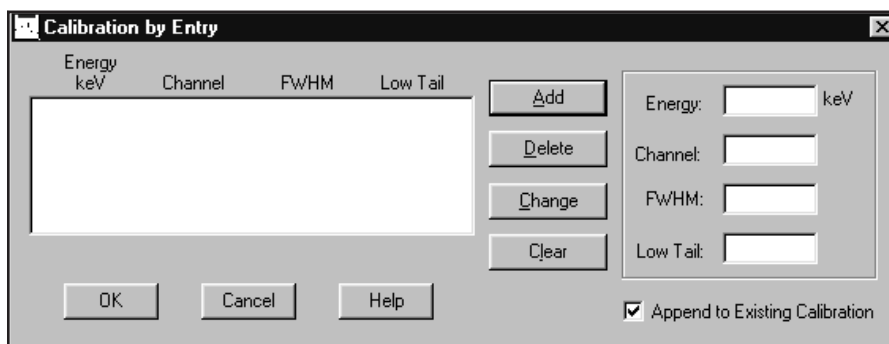 Calibration by Entry
Energy
keV Channel FWHM Low Tail
Add
Delete
Change
Clear
Energy: keV
Channel:
FWHM:
Low Tail:
OK Cancel Help
Append to Existing Calibration